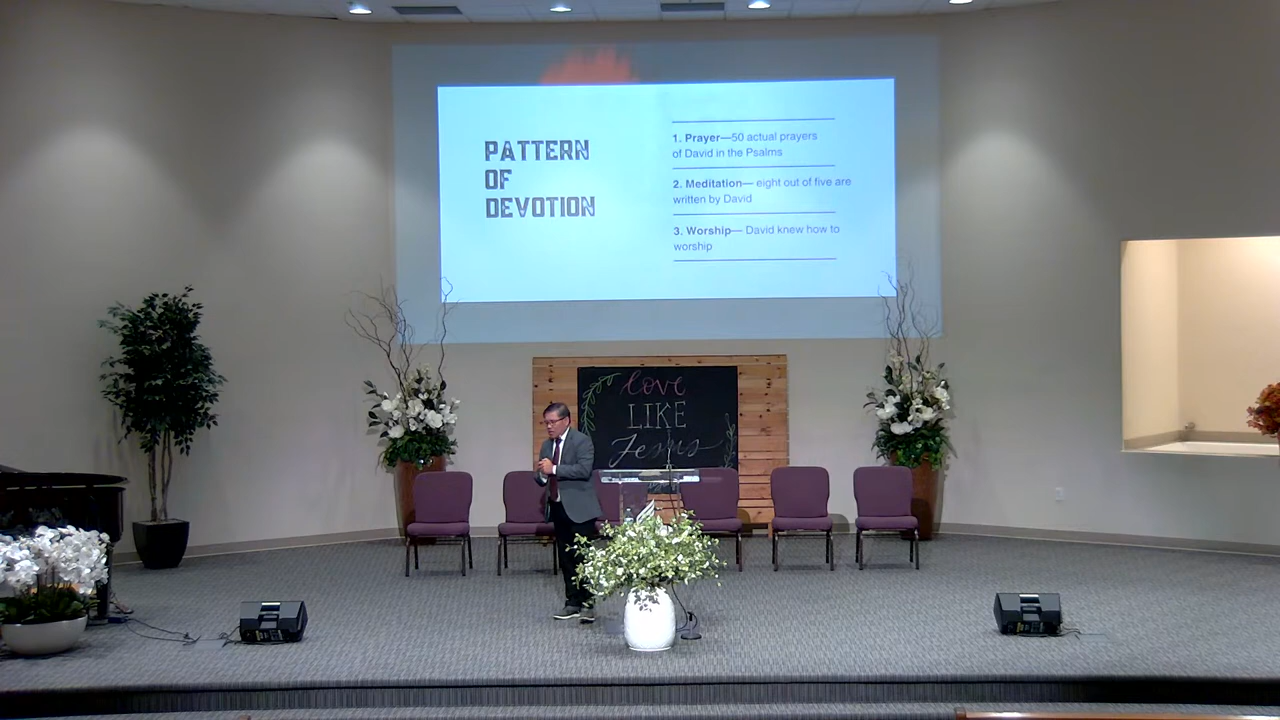 PATTERN
OF
DEVOTION
1. Prayer—50 actual prayers
of David in the Psalms
2. Meditation— eight out of five are
written by David
3. Worship— David knew how to
worship
love
LIKE
Jesus